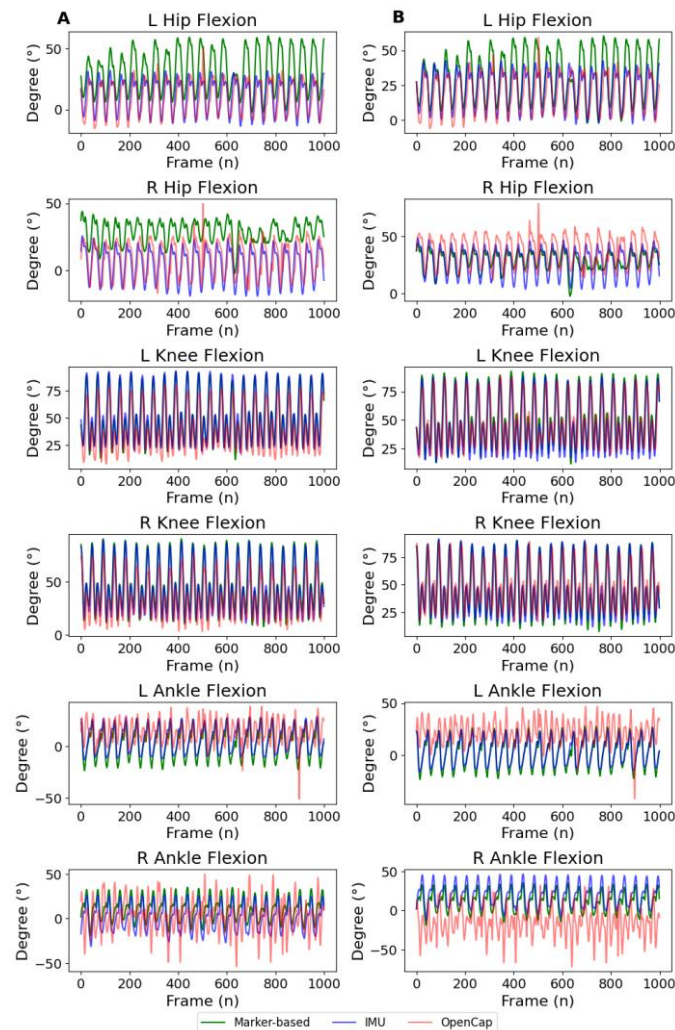 A
B
L Hip Flexion
L Hip Flexion
Degree (°)
50
0
0 200 400 600 800 1000
Frame (n)
Degree (°)
50
25
0
0 200 400 600 800 1000
Frame (n)
R Hip Flexion
R Hip Flexion
Degree (°)
50
0
0 200 400 600 800 1000
Frame (n)
Degree (°)
50
0
0 200 400 600 800 1000
Frame (n)
L Knee Flexion
L Knee Flexion
Degree (°)
75
50
25
0 200 400 600 800 1000
Frame (n)
Degree (°)
75
50
25
0 200 400 600 800 1000
Frame (n)
R Knee Flexion
R Knee Flexion
Degree (°)
50
0
0 200 400 600 800 1000
Frame (n)
Degree (°)
75
50
25
0 200 400 600 800 1000
Frame (n)
L Ankle Flexion
L Ankle Flexion
Degree (°)
0
−50
0 200 400 600 800 1000
Frame (n)
Degree (°)
50
0
0 200 400 600 800 1000
Frame (n)
R Ankle Flexion
R Ankle Flexion
Degree (°)
50
0
−50
0 200 400 600 800 1000
Frame (n)
Degree (°)
50
0
−50
0 200 400 600 800 1000
Frame (n)
Marker-based IMU OpenCap